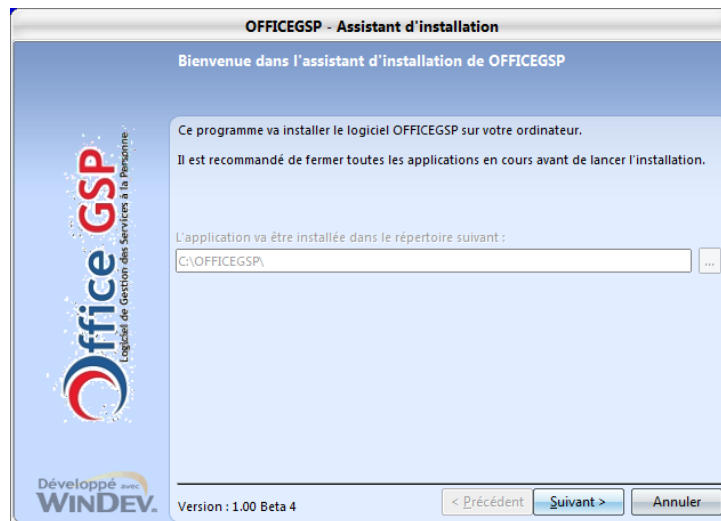 OFFICEGSP - Assistant d'installation
Bienvenue dans l'assistant d'installation de OFFICEGSP
Ce programme va installer le logiciel OFFICEGSP sur votre ordinateur.
Il est recommandé de fermer toutes les applications en cours avant de lancer l'installation.
L'application va être installée dans le répertoire suivant :
C:\OFFICEGSP\
...
Office GSP
Logiciel de Gestion des Services à la Personne
Développé avec
WINDEV.
Version : 1.00 Beta 4
< Précédent
Suivant >
Annuler